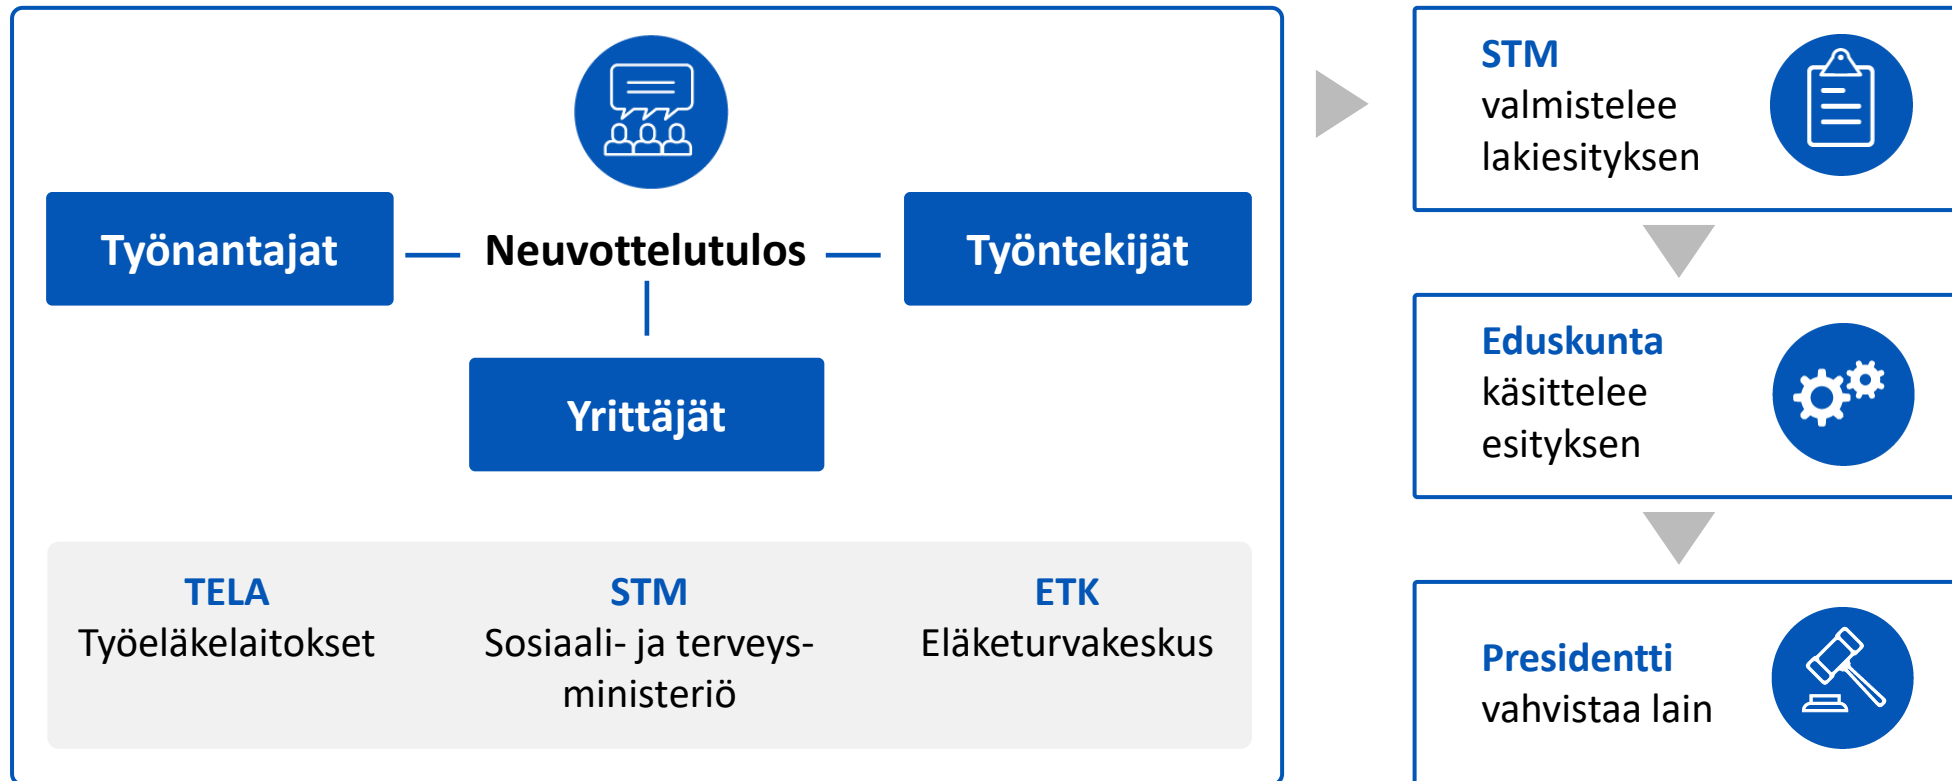 Työnantajat
Neuvottelutulos
Työntekijät
Yrittäjät
TELA
Työeläkelaitokset
STM
Sosiaali- ja terveys-
ministeriö
ETK
Eläketurvakeskus
STM
valmistelee
lakiesityksen
Eduskunta
käsittelee
esityksen
Presidentti
vahvistaa lain